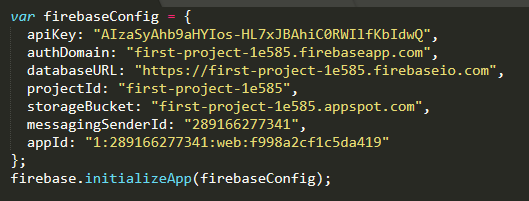 var firebaseConfig = {
apiKey: "AIzaSyAhb9aHYIos-HL7xJBAhiC0RWIlfKbIdwQ",
authDomain: "first-project-1e585.firebaseapp.com",
databaseURL: "https://first-project-1e585.firebaseio.com",
projectId: "first-project-1e585",
storageBucket: "first-project-1e585.appspot.com",
messagingSenderId: "289166277341",
appId: "1:289166277341:web:f998a2cf1c5da419"
};
firebase.initializeApp(firebaseConfig);